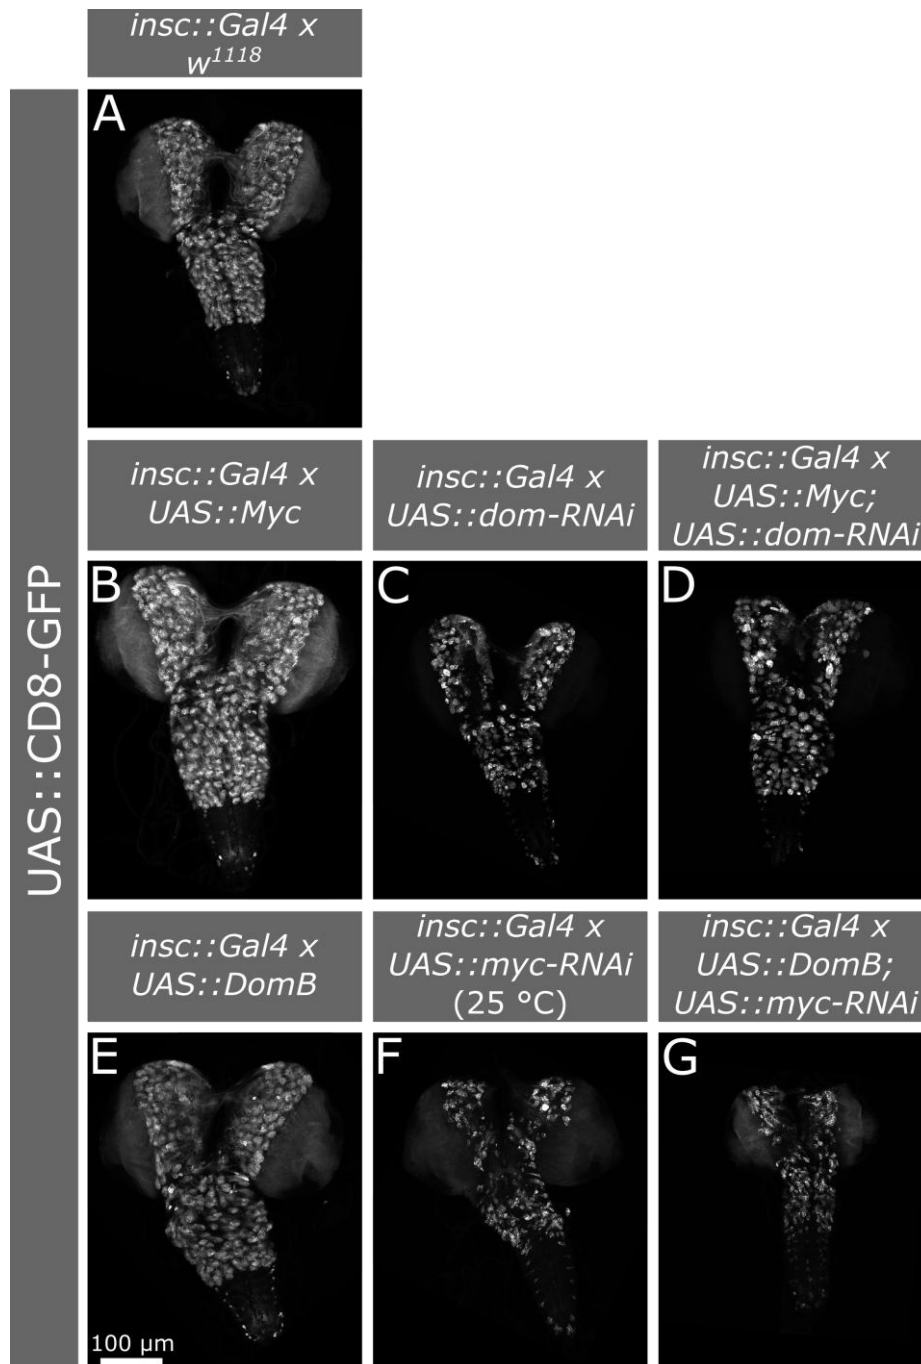 insc::Gal4 x
w1118
UAS::CD8-GFP
A
insc::Gal4 x
UAS::Myc
insc::Gal4 x
UAS::dom-RNAi
insc::Gal4 x
UAS::Myc;
UAS::dom-RNAi
B
C
D
insc::Gal4 x
UAS::DomB
insc::Gal4 x
UAS::myc-RNAi
(25 °C)
insc::Gal4 x
UAS::DomB;
UAS::myc-RNAi
E
F
G
100 µm